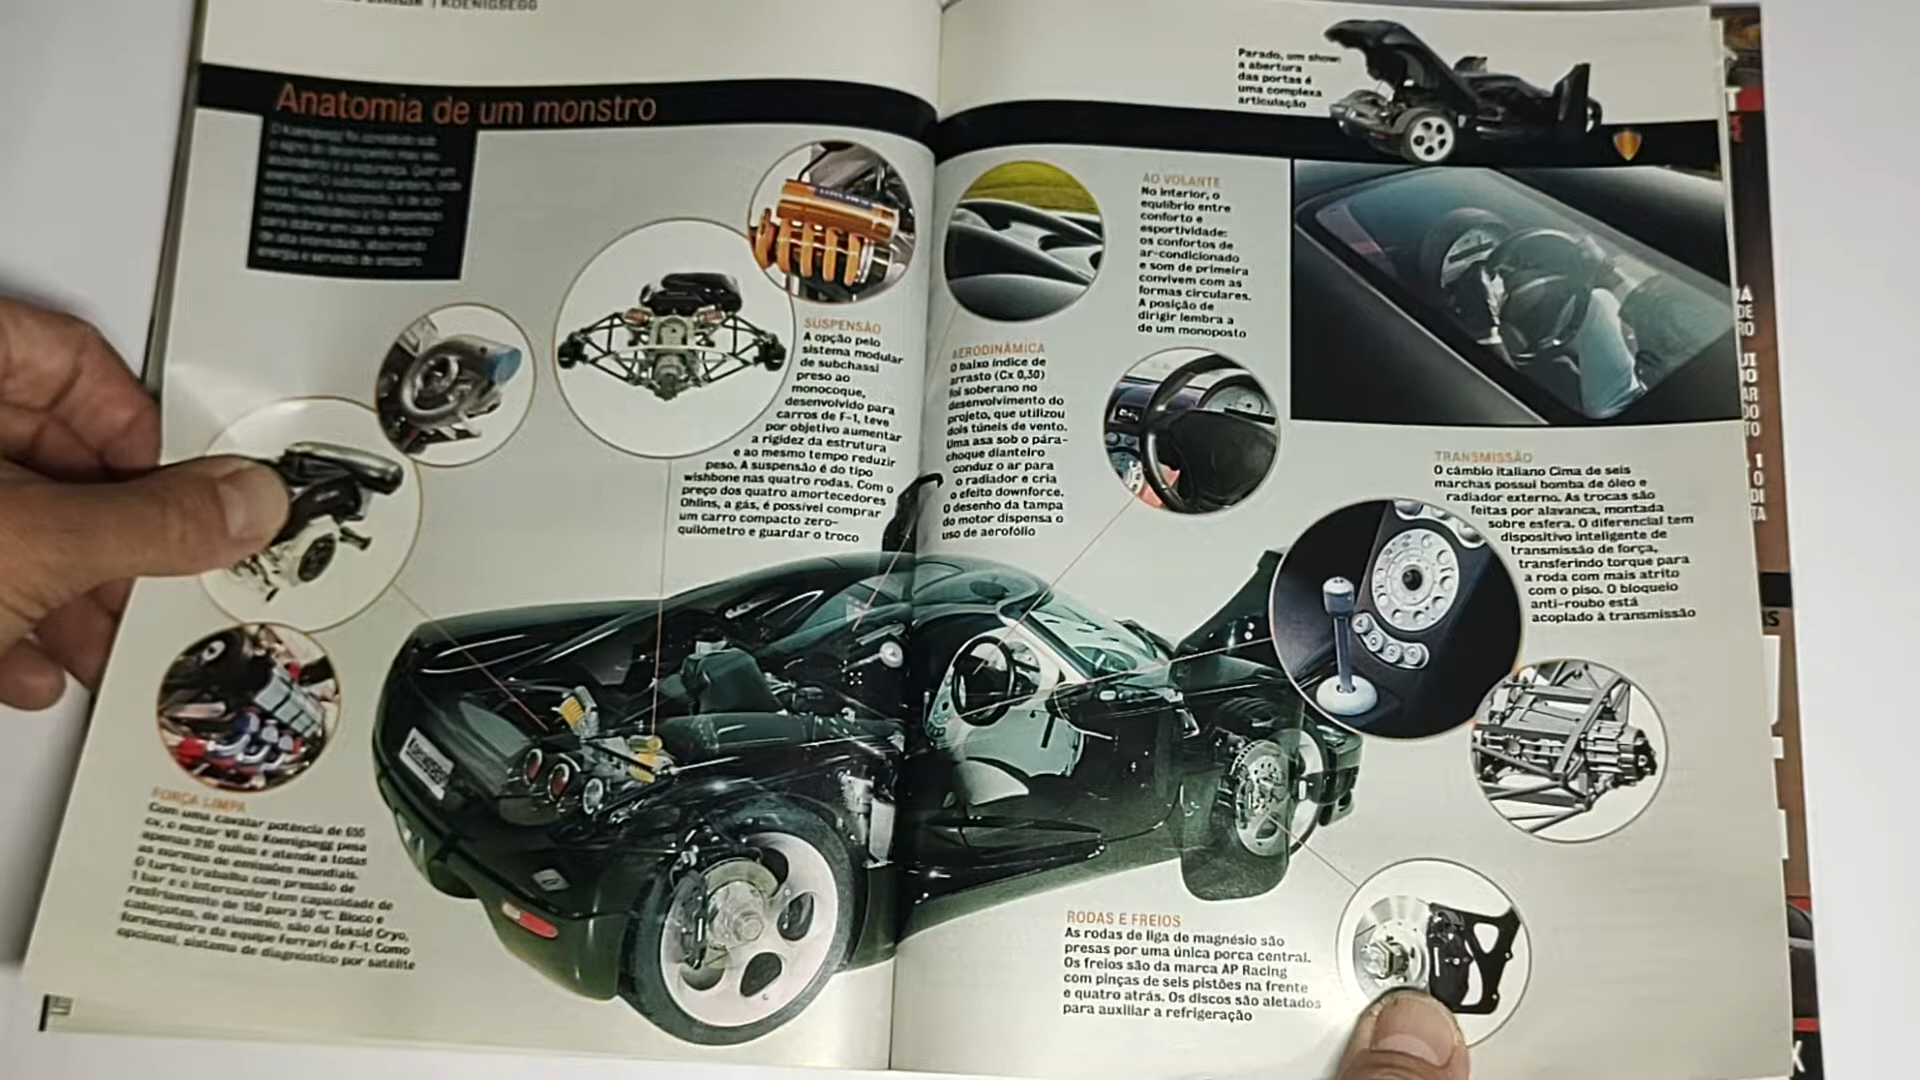 KOENIGSEGG
Anatomia de um monstro
O Koenigsegg foi concebido sob
energia e servindo de amparo
Parado, um show:
a abertura
das portas é
uma complexa
articulação
SUSPENSÃO
A opção pelo
sistema modular
de subchassi
preso ao
monocoque,
desenvolvido para
carros de F-1, teve
por objetivo aumentar
a rigidez da estrutura
e ao mesmo tempo reduzir
peso. A suspensão é do tipo
wishbone nas quatro rodas. Com o
preço dos quatro amortecedores
Ohlins, a gás, é possível comprar
um carro compacto zero-
quilômetro e guardar o troco
FORÇA LIMPA
Com uma cavalar potência de 655
cv, o motor V8 do Koenigsegg pesa
apenas 210 quilos e atende a todas
as normas de emissões mundiais.
O turbo trabalha com pressão de
1 bar e o intercooler tem capacidade de
resfriamento de 150 para 50 °C. Bloco e
cabeçotes, de alumínio, são da Teksid Cryo,
fornecedora da equipe Ferrari de F-1. Como
opcional, sistema de diagnóstico por satélite
AERODINÂMICA
O baixo índice de
arrasto (Cx 0,30)
foi soberano no
desenvolvimento do
projeto, que utilizou
dois túneis de vento.
Uma asa sob o pára-
choque dianteiro
conduz o ar para
o radiador e cria
o efeito downforce.
O desenho da tampa
do motor dispensa o
uso de aerofólio
AO VOLANTE
No interior, o
equlíbrio entre
conforto e
esportividade:
os confortos de
ar-condicionado
e som de primeira
convivem com as
formas circulares.
A posição de
dirigir lembra a
de um monoposto
TRANSMISSÃO
O câmbio italiano Cima de seis
marchas possui bomba de óleo e
radiador externo. As trocas são
feitas por alavanca, montada
sobre esfera. O diferencial tem
dispositivo inteligente de
transmissão de força,
transferindo torque para
a roda com mais atrito
com o piso. O bloqueio
anti-roubo está
acoplado à transmissão
RODAS E FREIOS
As rodas de liga de magnésio são
presas por uma única porca central.
Os freios são da marca AP Racing
com pinças de seis pistões na frente
e quatro atrás. Os discos são aletados
para auxiliar a refrigeração